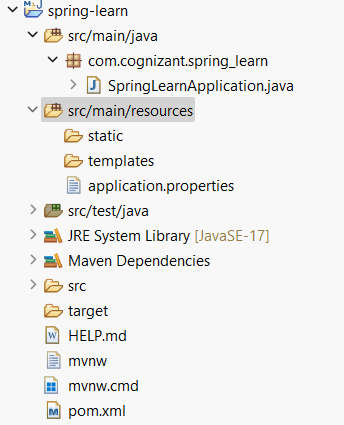 spring-learn
src/main/java
com.cognizant.spring_learn
SpringLearnApplication.java
src/main/resources
static
templates
application.properties
src/test/java
JRE System Library [JavaSE-17]
Maven Dependencies
src
target
HELP.md
mvnw
mvnw.cmd
pom.xml